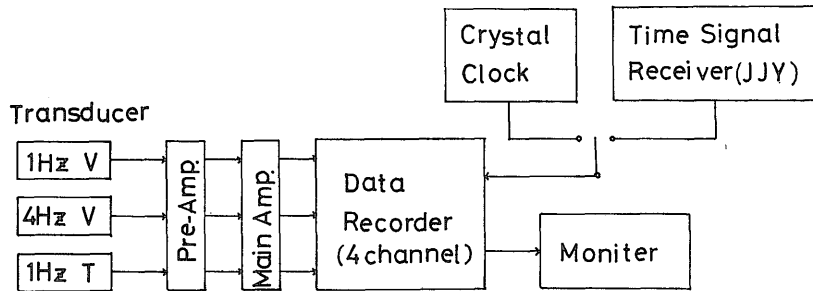 Crystal
Clock
Time Signal
Receiver(JJY)
Transducer
1Hz V
4Hz V
1Hz T
Pre-Amp.
Main Amp.
Data
Recorder
(4channel)
Moniter